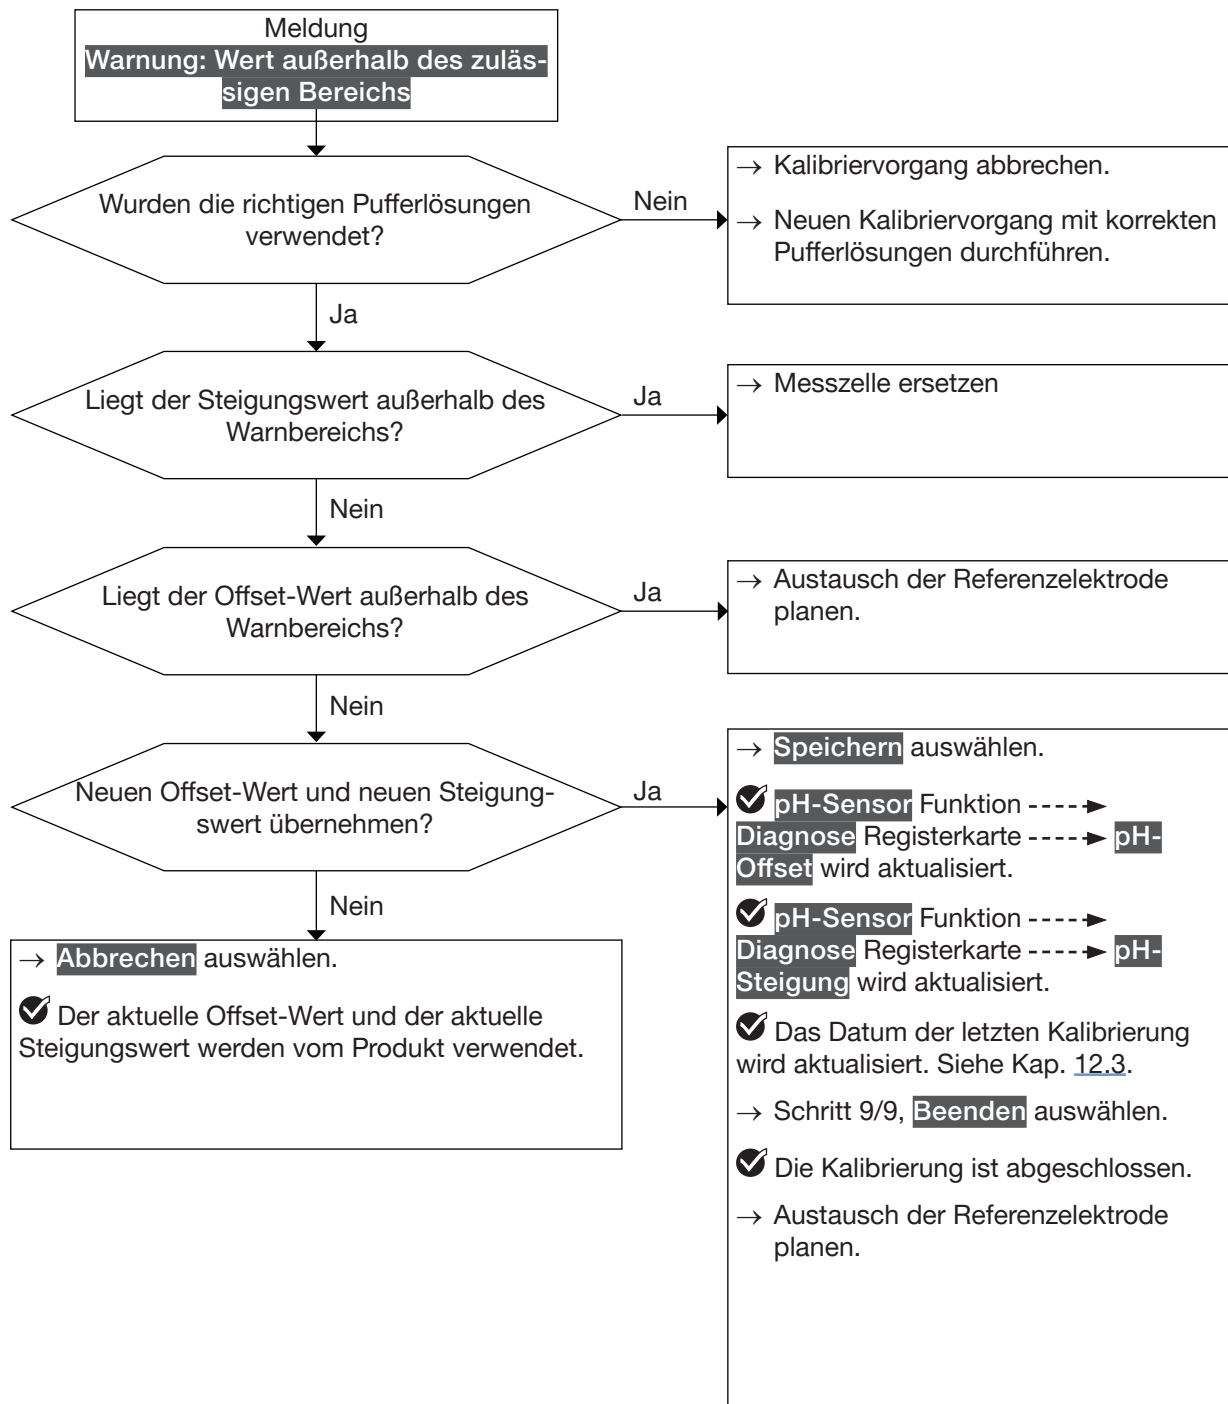 Meldung
Warnung: Wert außerhalb des zuläs-
sigen Bereichs
Wurden die richtigen Pufferlösungen
verwendet?
Nein
→ Kalibriervorgang abbrechen.
→ Neuen Kalibriervorgang mit korrekten
Pufferlösungen durchführen.
Ja
Liegt der Steigungswert außerhalb des
Warnbereichs?
Ja
→ Messzelle ersetzen
Nein
Liegt der Offset-Wert außerhalb des
Warnbereichs?
Ja
→ Austausch der Referenzelektrode
planen.
Nein
Neuen Offset-Wert und neuen Steigung-
swert übernehmen?
Ja
→ Speichern auswählen.
pH-Sensor Funktion
Diagnose Registerkarte pH-
Offset wird aktualisiert.
pH-Sensor Funktion
Diagnose Registerkarte pH-
Steigung wird aktualisiert.
Das Datum der letzten Kalibrierung
wird aktualisiert. Siehe Kap. 12.3.
→ Schritt 9/9, Beenden auswählen.
Die Kalibrierung ist abgeschlossen.
→ Austausch der Referenzelektrode
planen.
Nein
→ Abbrechen auswählen.
Der aktuelle Offset-Wert und der aktuelle
Steigungswert werden vom Produkt verwendet.